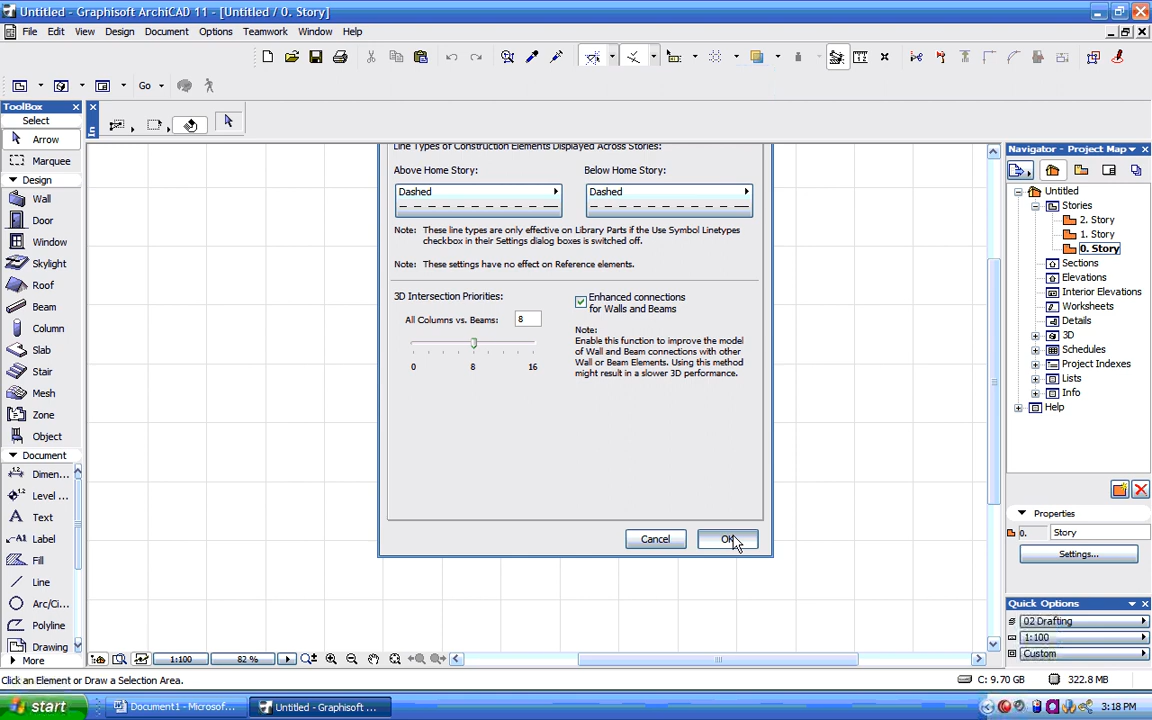 Untitled - Graphisoft ArchiCAD 11 - [Untitled / 0. Story]
File Edit View Design Document Options Teamwork Window Help
Go
ToolBox
Select
Arrow
Marquee
Design
Wall
Door
Window
Skylight
Roof
Beam
Column
Slab
Stair
Mesh
Zone
Object
Document
Dimen...
Level ...
Text
Label
Fill
Line
Arc/Ci...
Polyline
Drawing
More
In
Line Types of Construction Elements Displayed Across Stories:
Above Home Story: Below Home Story:
Dashed Dashed
Note: These line types are only effective on Library Parts if the Use Symbol Linetypes
checkbox in their Settings dialog boxes is switched off.
Note: These settings have no effect on Reference elements.
3D Intersection Priorities:
All Columns vs. Beams: 8
0 8 16
Enhanced connections
for Walls and Beams
Note:
Enable this function to improve the model
of Wall and Beam connections with other
Wall or Beam Elements. Using this method
might result in a slower 3D performance.
Cancel OK
Navigator - Project Map
Untitled
Stories
2. Story
1. Story
0. Story
Sections
Elevations
Interior Elevations
Worksheets
Details
3D
Schedules
Project Indexes
Lists
Info
Help
Properties
0. Story
Settings...
Quick Options
02 Drafting
1:100
Custom
1:100 82 %
Click an Element or Draw a Selection Area.
C: 9.70 GB 322.8 MB
start Document1 - Microsof... Untitled - Graphisoft ... 3:18 PM